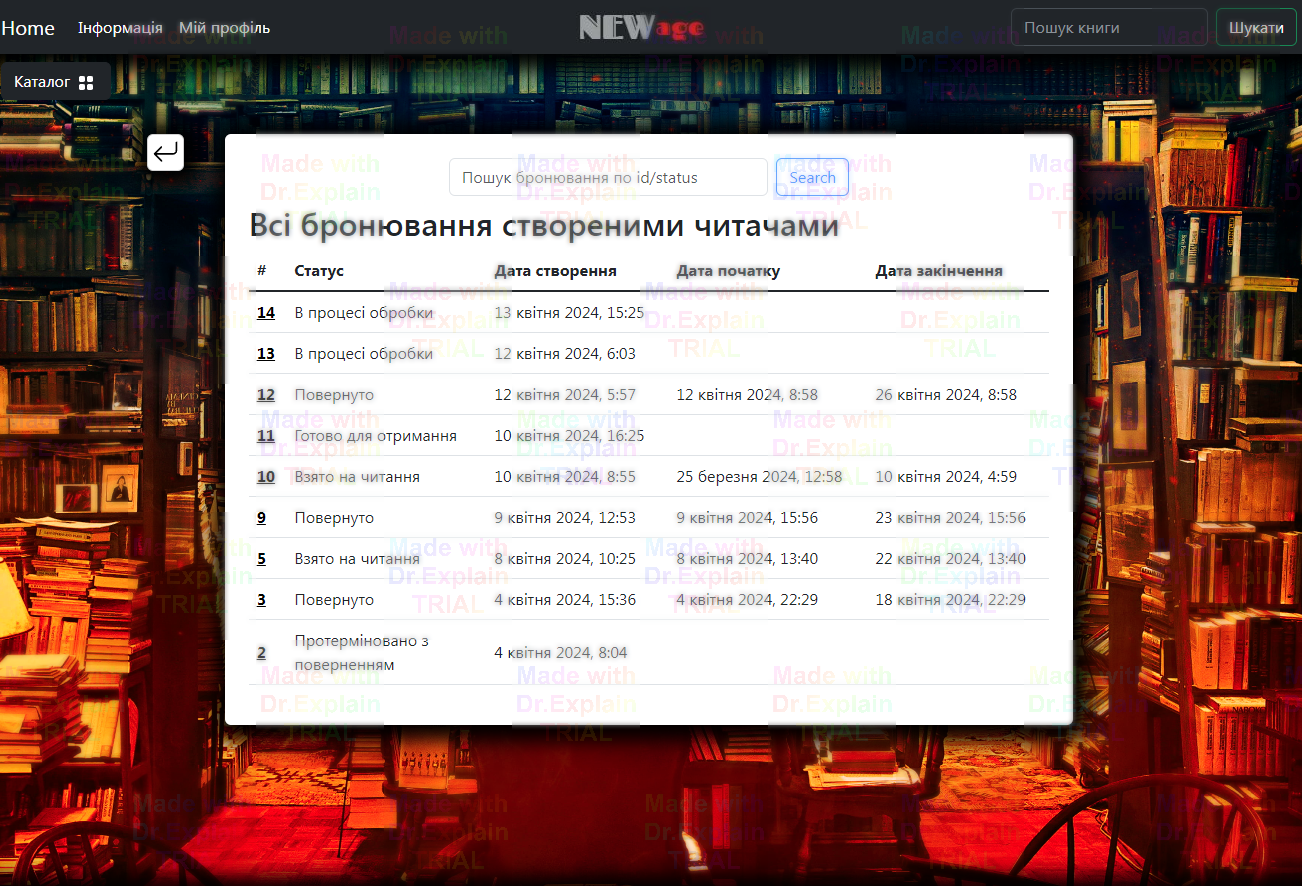 Home Інформація Мій профіль NEWage Пошук книги Шукати
Каталог
Пошук бронювання по id/status Search
Всі бронювання створеними читачами
# Статус Дата створення Дата початку Дата закінчення
14 В процесі обробки 13 квітня 2024, 15:25
13 В процесі обробки 12 квітня 2024, 6:03
12 Повернуто 12 квітня 2024, 5:57 12 квітня 2024, 8:58 26 квітня 2024, 8:58
11 Готово для отримання 10 квітня 2024, 16:25
10 Взято на читання 10 квітня 2024, 8:55 25 березня 2024, 12:58 10 квітня 2024, 4:59
9 Повернуто 9 квітня 2024, 12:53 9 квітня 2024, 15:56 23 квітня 2024, 15:56
5 Взято на читання 8 квітня 2024, 10:25 8 квітня 2024, 13:40 22 квітня 2024, 13:40
3 Повернуто 4 квітня 2024, 15:36 4 квітня 2024, 22:29 18 квітня 2024, 22:29
2 Протерміновано з
поверненням 4 квітня 2024, 8:04
Made with
Dr.Explain
TRIAL